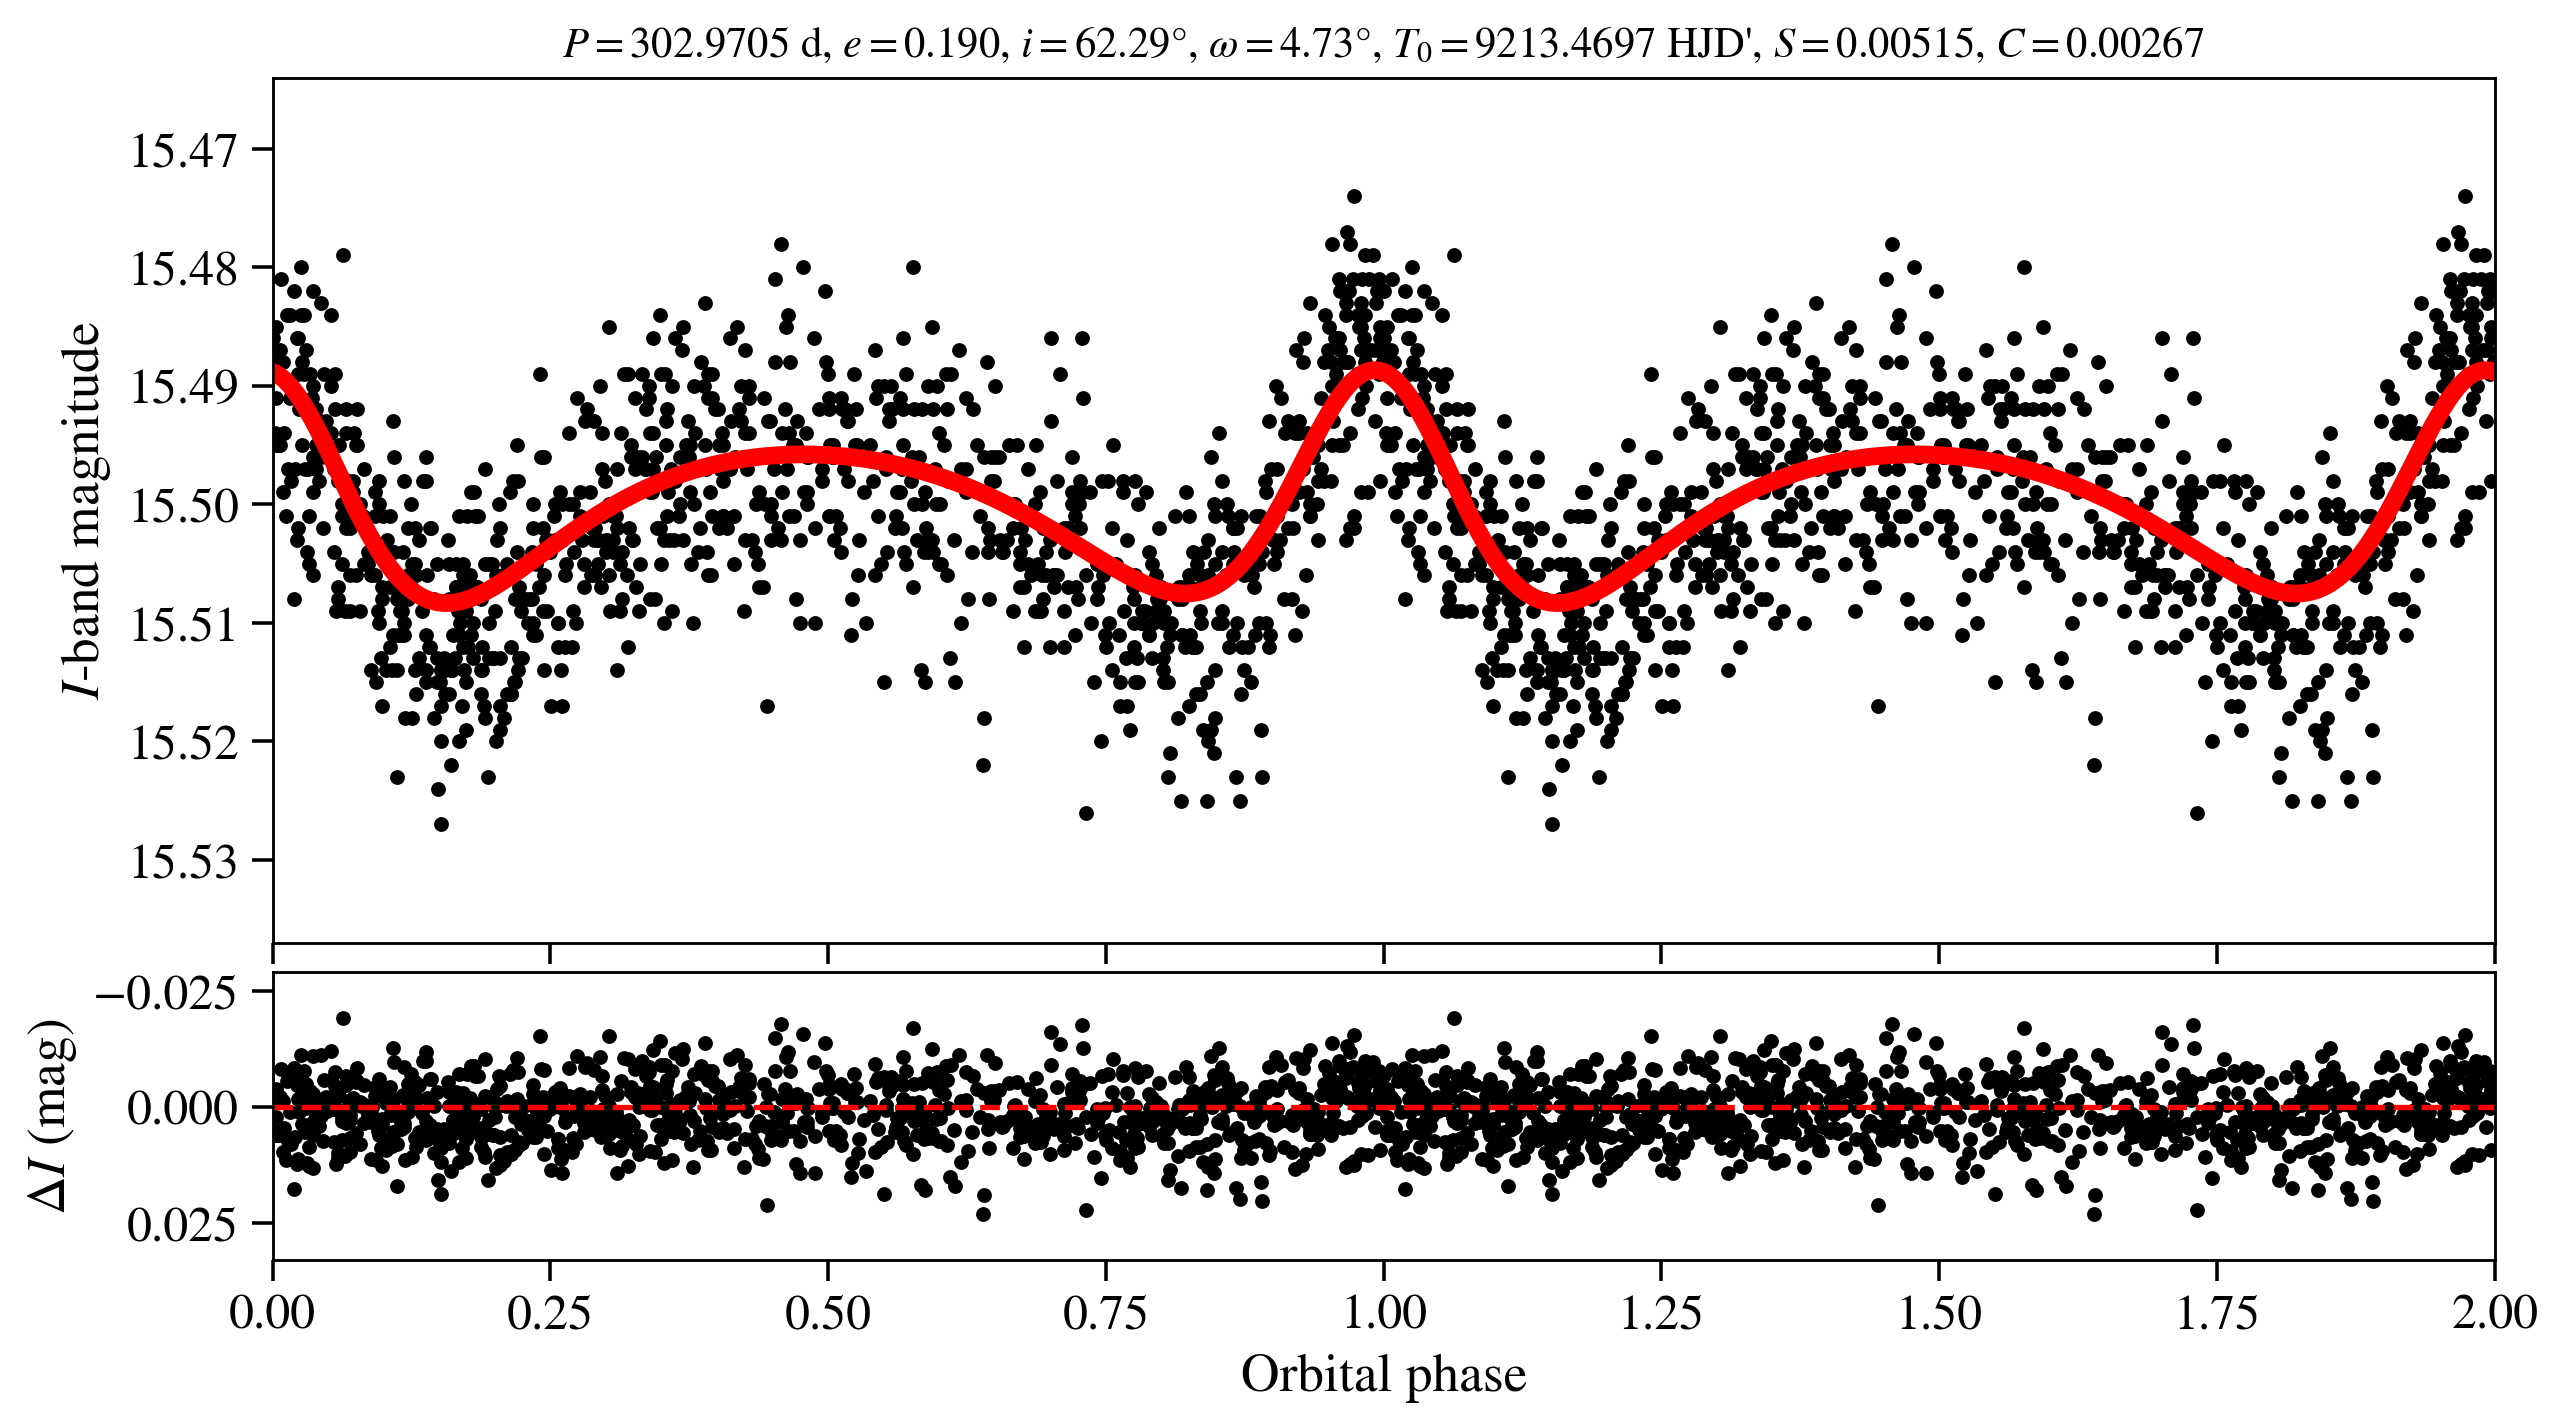 P = 302.9705 d, e = 0.190, i = 62.29°, ω = 4.73°, T₀ = 9213.4697 HJD', S = 0.00515, C = 0.00267
I-band magnitude
15.47
15.48
15.49
15.50
15.51
15.52
15.53
ΔI (mag)
−0.025
0.000
0.025
0.00 0.25 0.50 0.75 1.00 1.25 1.50 1.75 2.00
Orbital phase